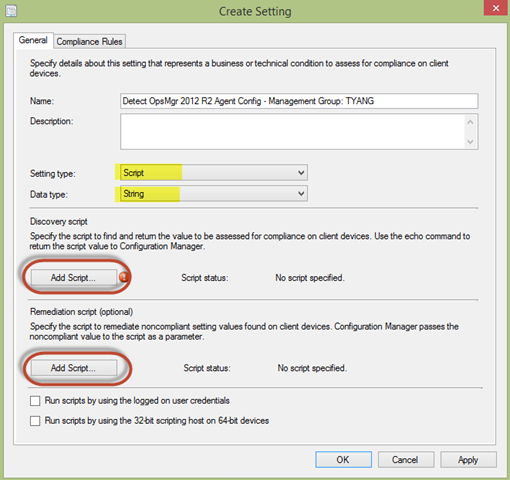 Create Setting
General
Compliance Rules
Specify details about this setting that represents a business or technical condition to assess for compliance on client
devices.
Name:
Detect OpsMgr 2012 R2 Agent Config - Management Group: TYANG
Description:
Setting type:
Script
Data type:
String
Discovery script
Specify the script to find and return the value to be assessed for compliance on client devices. Use the echo command to
return the script value to Configuration Manager.
Add Script...
Script status:
No script specified.
Remediation script (optional)
Specify the script to remediate noncompliant setting values found on client devices. Configuration Manager passes the
noncompliant value to the script as a parameter.
Add Script...
Script status:
No script specified.
Run scripts by using the logged on user credentials
Run scripts by using the 32-bit scripting host on 64-bit devices
OK
Cancel
Apply